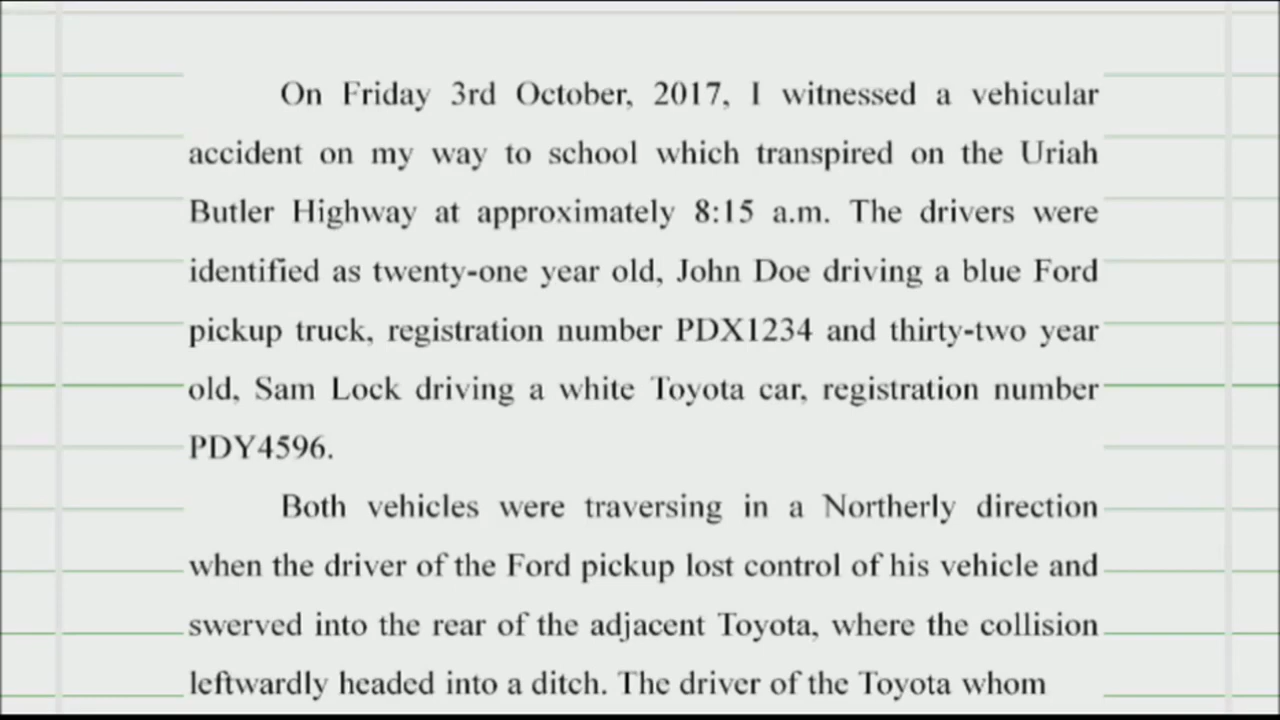 On Friday 3rd October, 2017, I witnessed a vehicular
accident on my way to school which transpired on the Uriah
Butler Highway at approximately 8:15 a.m. The drivers were
identified as twenty-one year old, John Doe driving a blue Ford
pickup truck, registration number PDX1234 and thirty-two year
old, Sam Lock driving a white Toyota car, registration number
PDY4596.
Both vehicles were traversing in a Northerly direction
when the driver of the Ford pickup lost control of his vehicle and
swerved into the rear of the adjacent Toyota, where the collision
leftwardly headed into a ditch. The driver of the Toyota whom